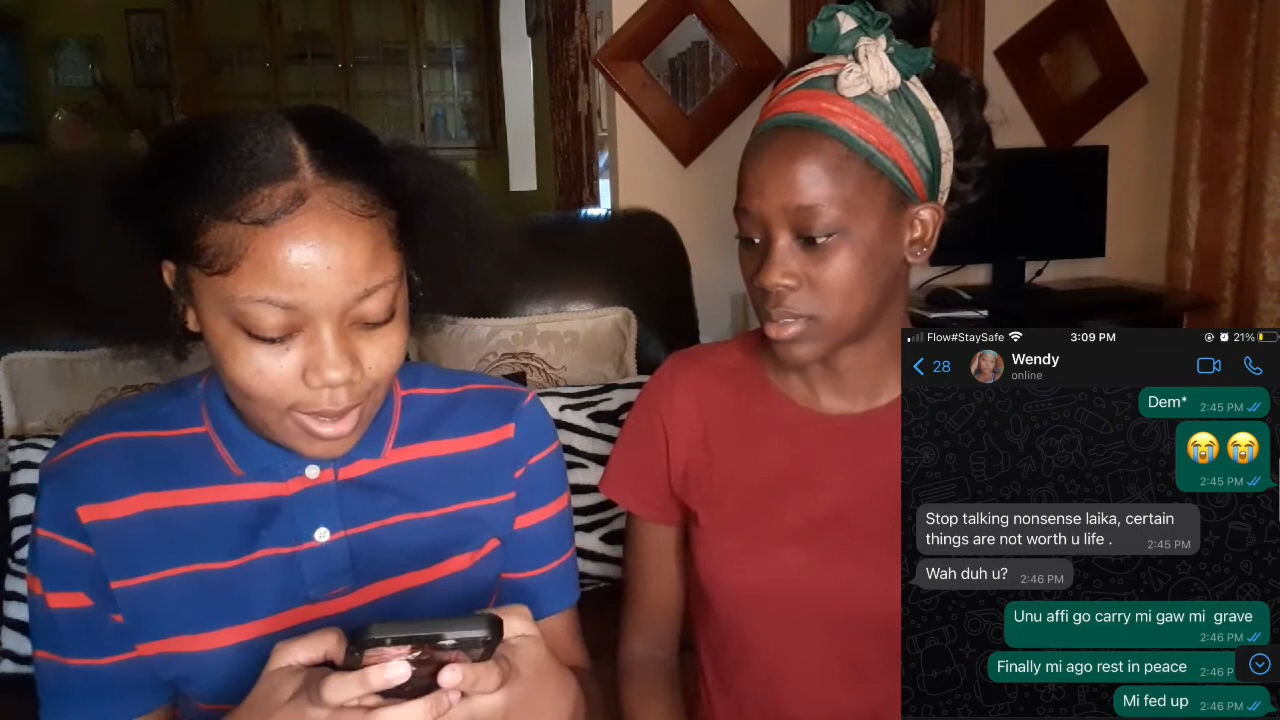 Flow#StaySafe
3:09 PM
21%
28
Wendy
online
Dem*
2:45 PM
😭😭
2:45 PM
Stop talking nonsense laika, certain
things are not worth u life .
2:45 PM
Wah duh u?
2:46 PM
Unu affi go carry mi gaw mi grave
2:46 PM
Finally mi ago rest in peace
2:46 P
Mi fed up
2:46 PM